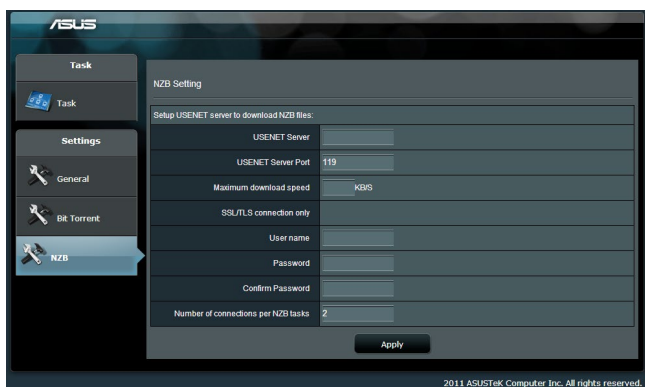 ASUS
Task
Task
Settings
General
Bit Torrent
NZB
NZB Setting
Setup USENET server to download NZB files:
USENET Server
USENET Server Port 119
Maximum download speed KB/S
SSL/TLS connection only
User name
Password
Confirm Password
Number of connections per NZB tasks 2
Apply
2011 ASUSTeK Computer Inc. All rights reserved.